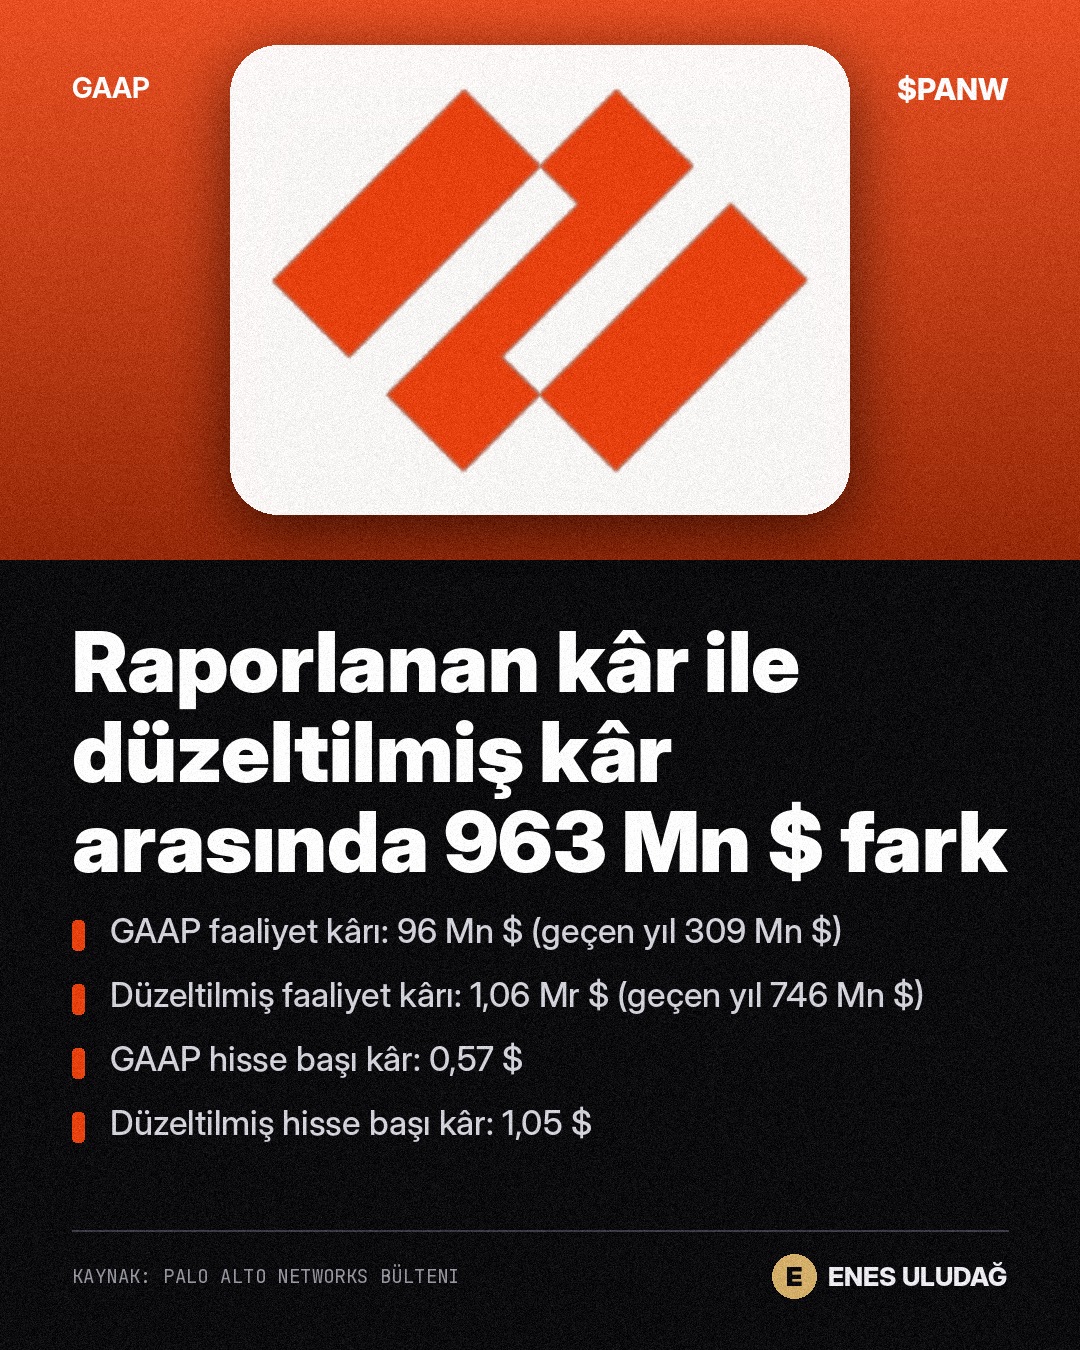 GAAP
$PANW
Raporlanan kâr ile
düzeltilmiş kâr
arasında 963 Mn $ fark
GAAP faaliyet kârı: 96 Mn $ (geçen yıl 309 Mn $)
Düzeltilmiş faaliyet kârı: 1,06 Mr $ (geçen yıl 746 Mn $)
GAAP hisse başı kâr: 0,57 $
Düzeltilmiş hisse başı kâr: 1,05 $
KAYNAK: PALO ALTO NETWORKS BÜLTENI
E ENES ULUDAĞ